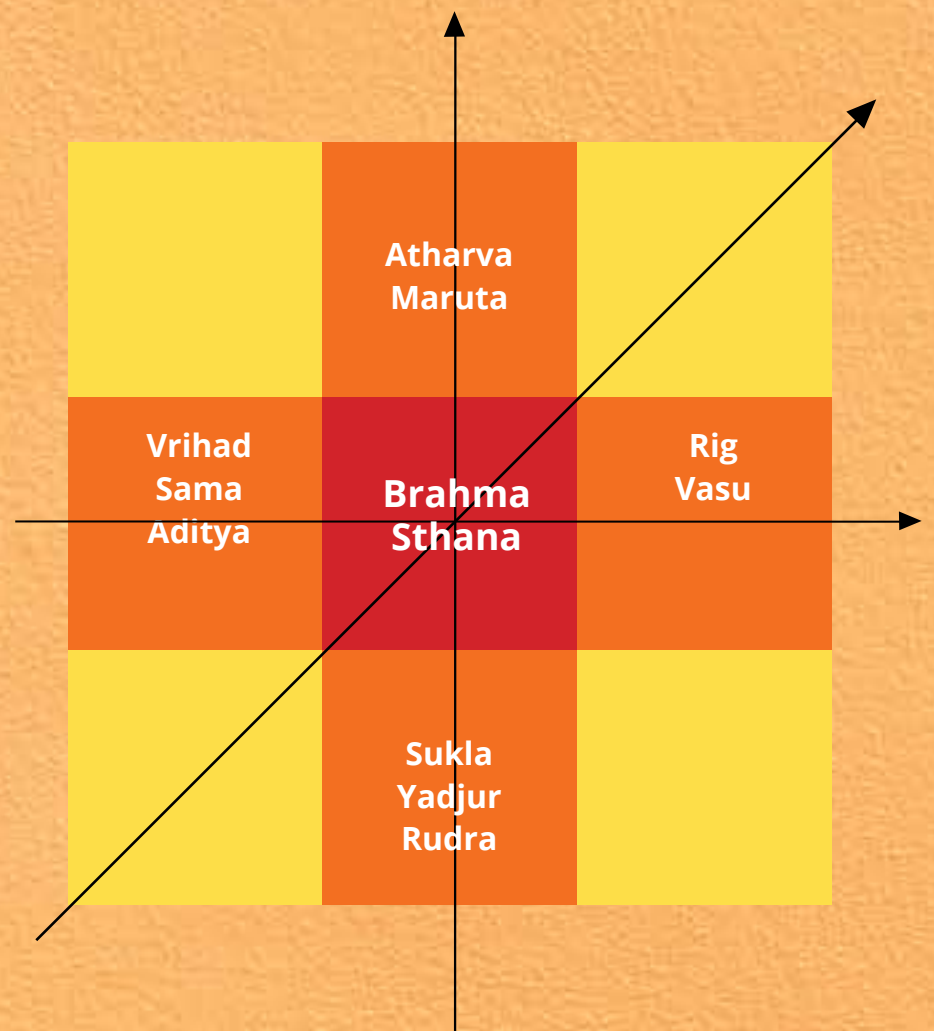 Atharva
Maruta
Vrihad
Sama
Aditya
Brahma
Sthana
Rig
Vasu
Sukla
Yadjur
Rudra